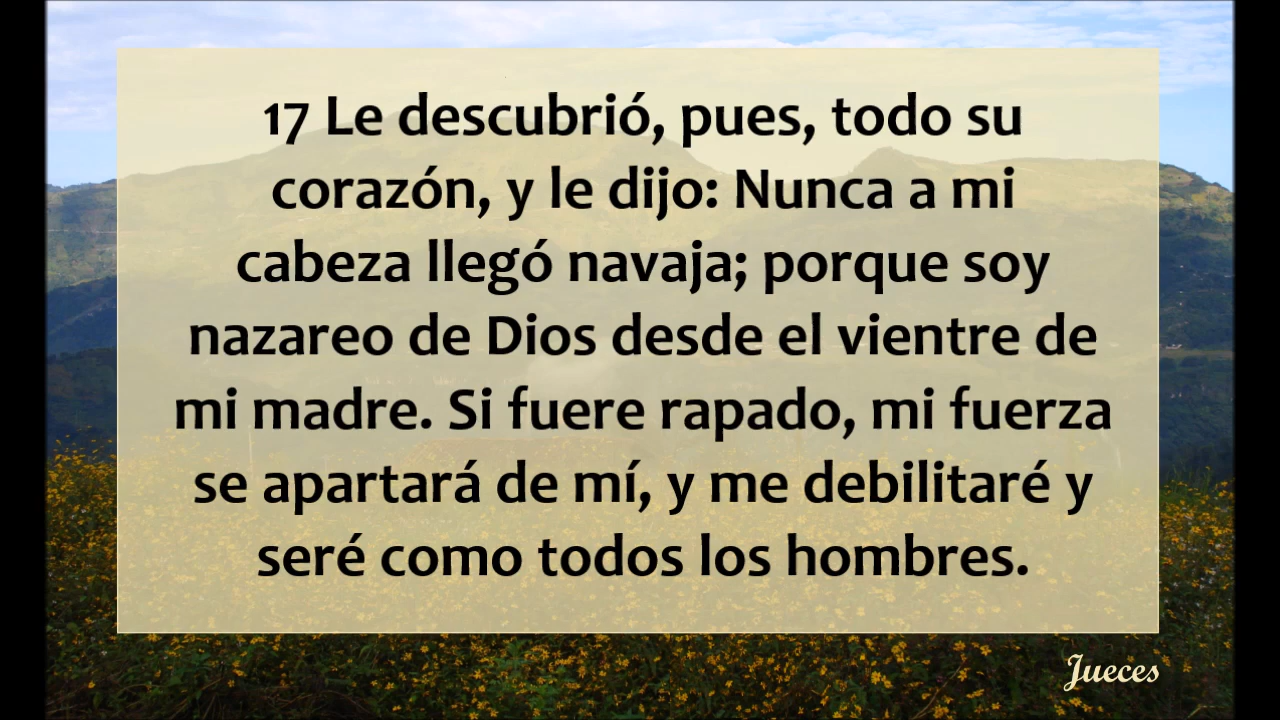 17 Le descubrió, pues, todo su
corazón, y le dijo: Nunca a mi
cabeza llegó navaja; porque soy
nazareo de Dios desde el vientre de
mi madre. Si fuere rapado, mi fuerza
se apartará de mí, y me debilitaré y
seré como todos los hombres.
Jueces